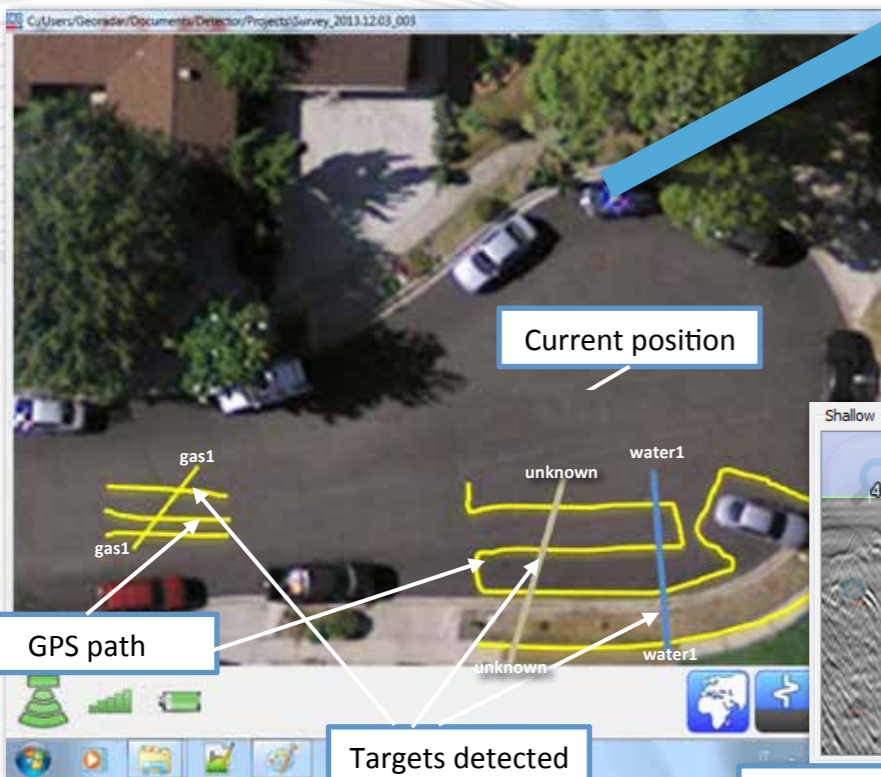 C:/Users/Georadar/Documents/Detector/Projects\Survey_2013.12.03_003
Current position
Shallow
4
gas1
unknown
water1
gas1
GPS path
unknown
water1
Targets detected